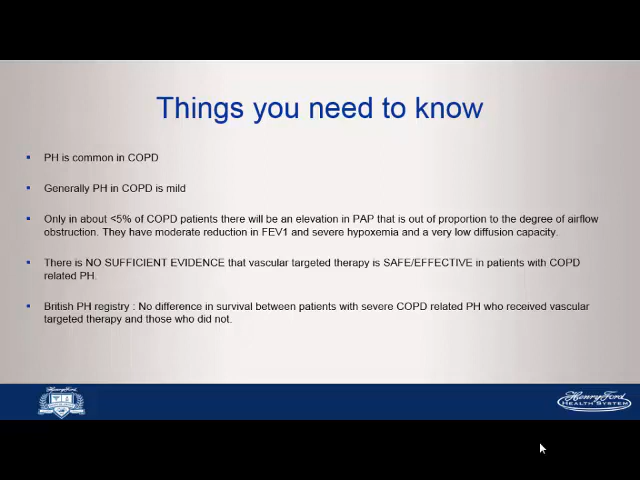 Things you need to know
PH is common in COPD
Generally PH in COPD is mild
Only in about <5% of COPD patients there will be an elevation in PAP that is out of proportion to the degree of airflow
obstruction. They have moderate reduction in FEV1 and severe hypoxemia and a very low diffusion capacity.
There is NO SUFFICIENT EVIDENCE that vascular targeted therapy is SAFE/EFFECTIVE in patients with COPD
related PH.
British PH registry : No difference in survival between patients with severe COPD related PH who received vascular
targeted therapy and those who did not.
Henry Ford
Henry Ford
HEALTH SYSTEM